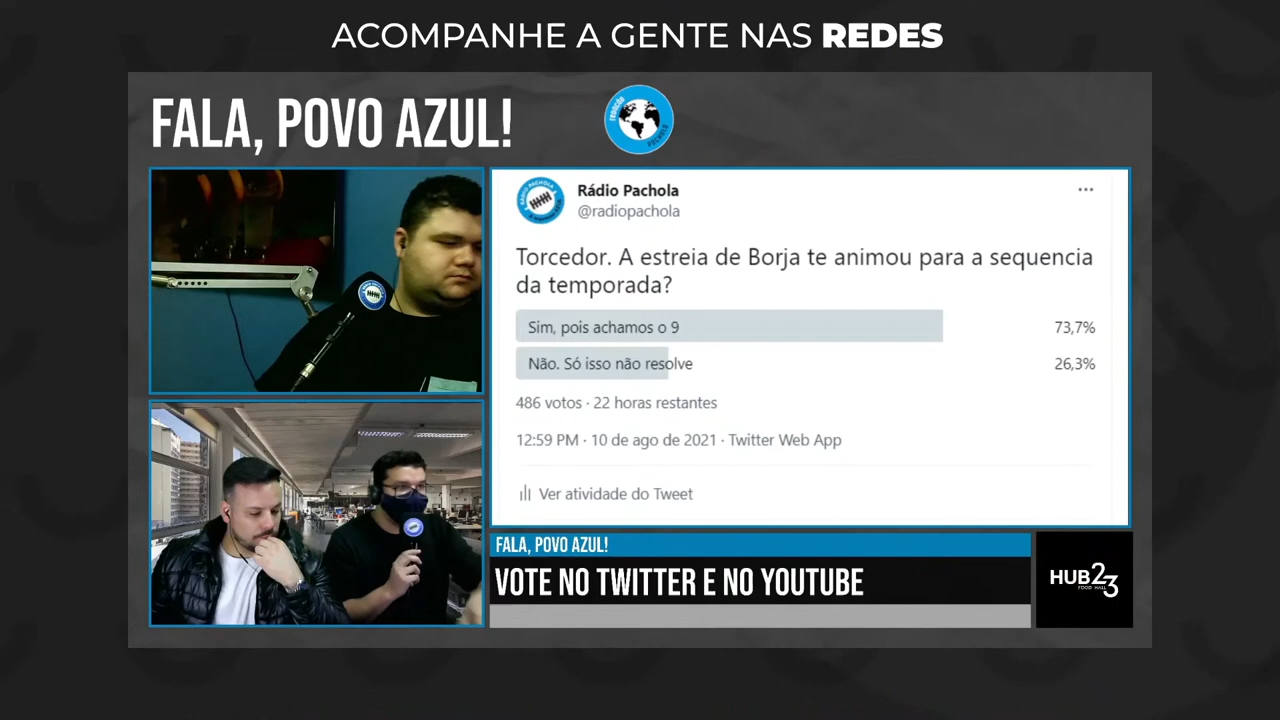 ACOMPANHE A GENTE NAS REDES
FALA, POVO AZUL!
Rádio Pachola
@radiopachola
Torcedor. A estreia de Borja te animou para a sequencia
da temporada?
Sim, pois achamos o 9 73,7%
Não. Só isso não resolve 26,3%
486 votos · 22 horas restantes
12:59 PM · 10 de ago de 2021 · Twitter Web App
Ver atividade do Tweet
FALA, POVO AZUL!
VOTE NO TWITTER E NO YOUTUBE
HUB23
FOOD HALL